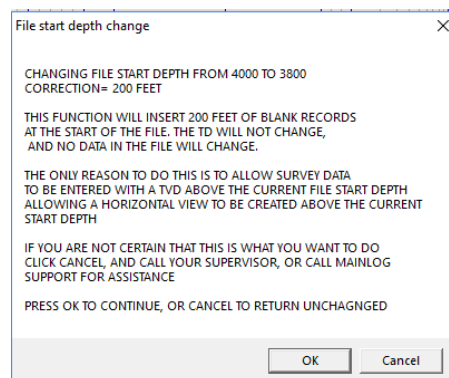 File start depth change
CHANGING FILE START DEPTH FROM 4000 TO 3800
CORRECTION= 200 FEET
THIS FUNCTION WILL INSERT 200 FEET OF BLANK RECORDS
AT THE START OF THE FILE. THE TD WILL NOT CHANGE,
AND NO DATA IN THE FILE WILL CHANGE.
THE ONLY REASON TO DO THIS IS TO ALLOW SURVEY DATA
TO BE ENTERED WITH A TVD ABOVE THE CURRENT FILE START DEPTH
ALLOWING A HORIZONTAL VIEW TO BE CREATED ABOVE THE CURRENT
START DEPTH
IF YOU ARE NOT CERTAIN THAT THIS IS WHAT YOU WANT TO DO
CLICK CANCEL, AND CALL YOUR SUPERVISOR, OR CALL MAINLOG
SUPPORT FOR ASSISTANCE
PRESS OK TO CONTINUE, OR CANCEL TO RETURN UNCHAGNGED
OK Cancel